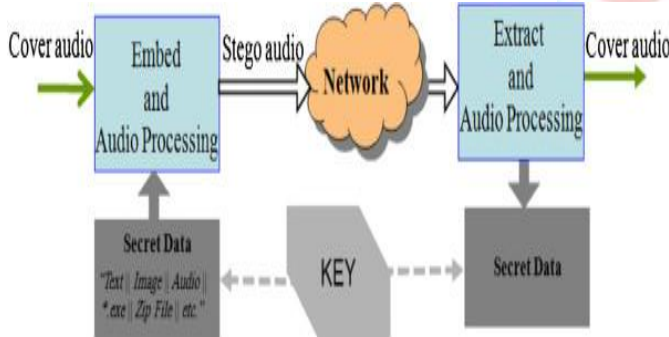 Cover audio
Embed
and
Audio Processing
Stego audio
Network
Extract
and
Audio Processing
Cover audio
Secret Data
"Text || Image || Audio ||
*.exe || Zip File || etc."
KEY
Secret Data